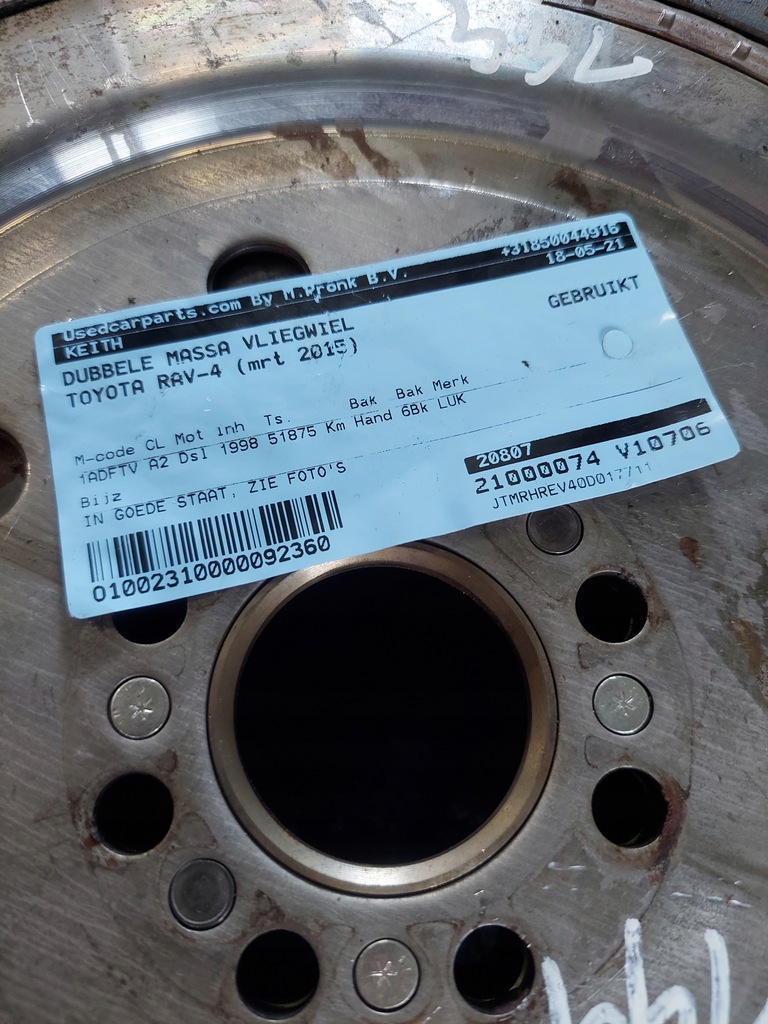 Usedcarparts.com By M.Pronk B.V. +31850044916
KEITH 18-05-21
DUBBELE MASSA VLIEGWIEL GEBRUIKT
TOYOTA RAV-4 (mrt 2015)
M-code CL Mot inh Ts. Bak Bak Merk
1ADFTV A2 Dsl 1998 51875 Km Hand 6Bk LUK
Bijz 20807
IN GOEDE STAAT, ZIE FOTO'S 21000074 V10706
01002310000092360